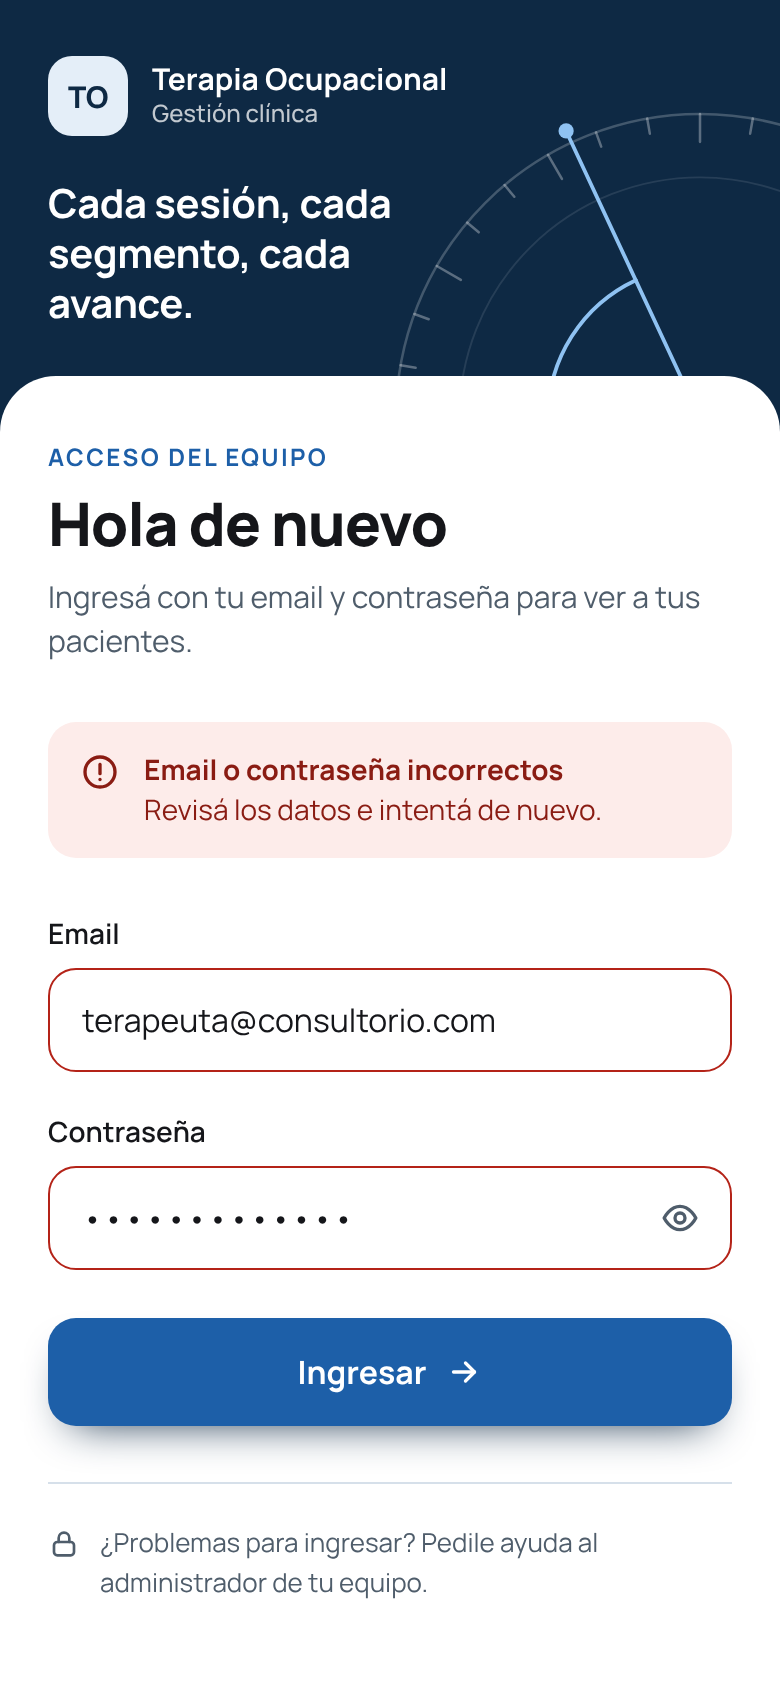 TO
Terapia Ocupacional
Gestión clínica
Cada sesión, cada
segmento, cada
avance.
ACCESO DEL EQUIPO
Hola de nuevo
Ingresá con tu email y contraseña para ver a tus
pacientes.
Email o contraseña incorrectos
Revisá los datos e intentá de nuevo.
Email
terapeuta@consultorio.com
Contraseña
•••••••••••••
Ingresar →
¿Problemas para ingresar? Pedile ayuda al
administrador de tu equipo.